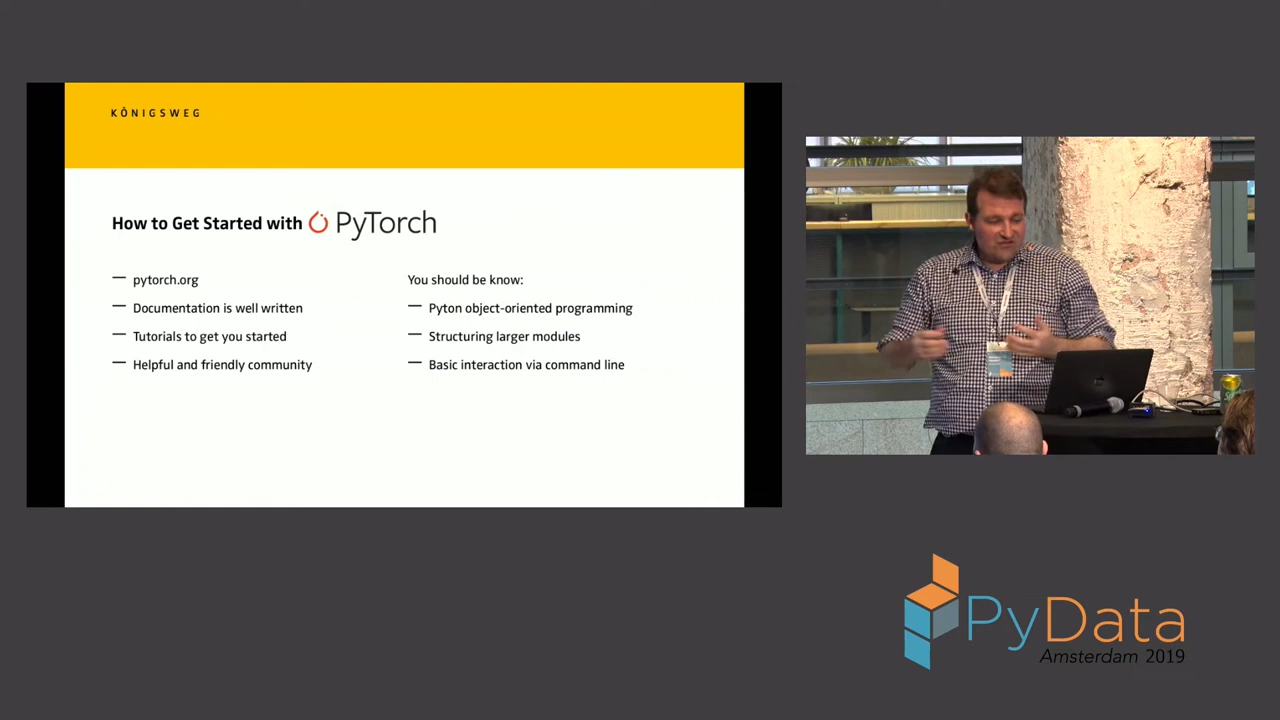 KÖNIGSWEG
How to Get Started with PyTorch
— pytorch.org
— Documentation is well written
— Tutorials to get you started
— Helpful and friendly community
You should be know:
— Pyton object-oriented programming
— Structuring larger modules
— Basic interaction via command line
PyData
Amsterdam 2019